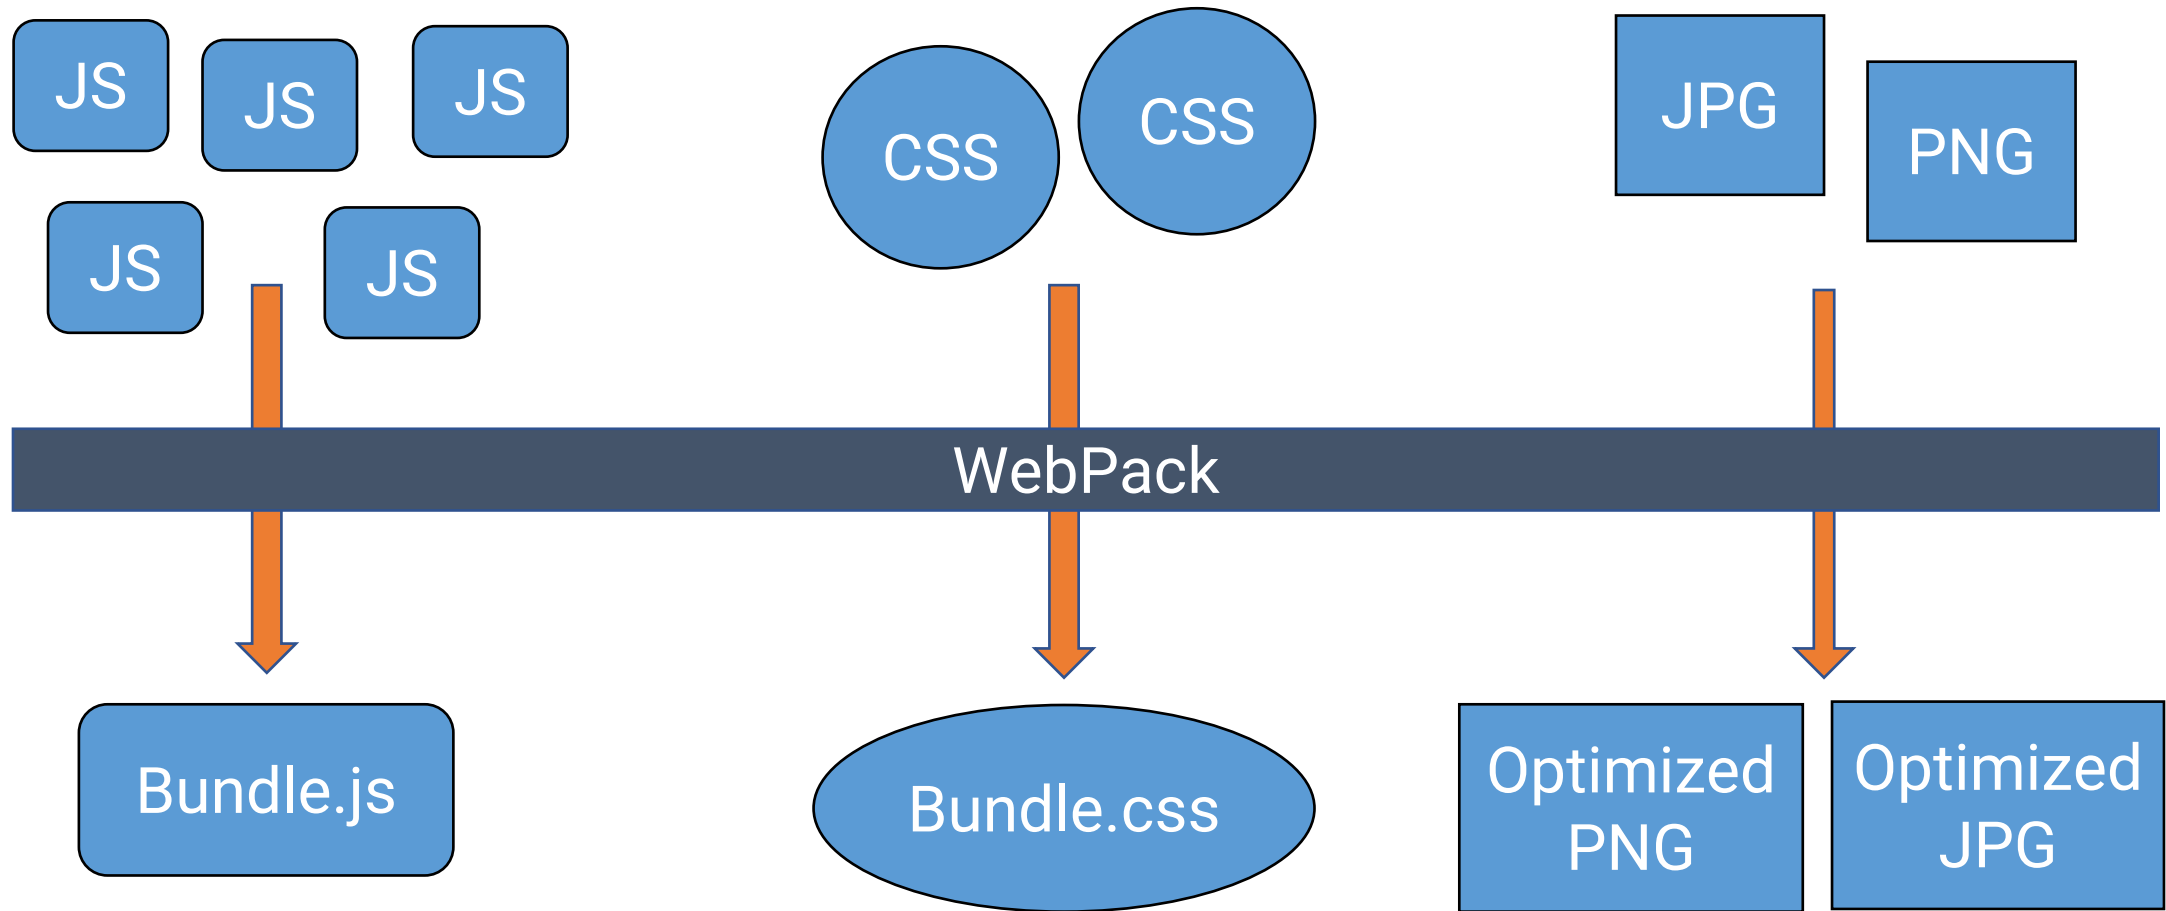 JS
JS
JS
JS
JS
CSS
CSS
JPG
PNG
WebPack
Bundle.js
Bundle.css
Optimized
PNG
Optimized
JPG